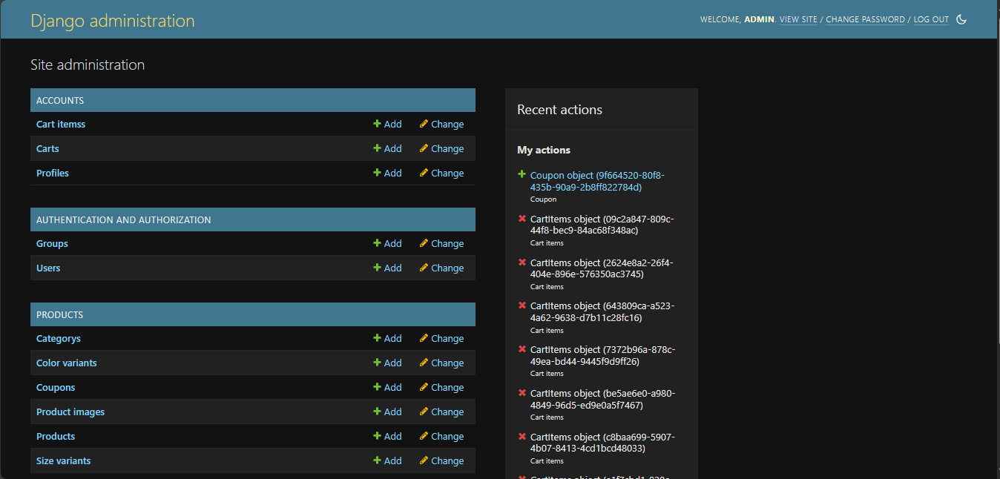 Django administration
WELCOME, ADMIN. VIEW SITE / CHANGE PASSWORD / LOG OUT
Site administration
ACCOUNTS
Cart itemss Add Change
Carts Add Change
Profiles Add Change
AUTHENTICATION AND AUTHORIZATION
Groups Add Change
Users Add Change
PRODUCTS
Categorys Add Change
Color variants Add Change
Coupons Add Change
Product images Add Change
Products Add Change
Size variants Add Change
Recent actions
My actions
Coupon object (9f664520-80f8-
435b-90a9-2b8ff822784d)
Coupon
CartItems object (09c2a847-809c-
44f8-bec9-84ac68f348ac)
Cart items
CartItems object (2624e8a2-26f4-
404e-896e-576350ac3745)
Cart items
CartItems object (643809ca-a523-
4a62-9638-d7b11c28fc16)
Cart items
CartItems object (7372b96a-878c-
49ea-bd44-9445f9d9ff26)
Cart items
CartItems object (be5ae6e0-a980-
4849-96d5-ed9e0a5f7467)
Cart items
CartItems object (c8baa699-5907-
4b07-8413-4cd1bcd48033)
Cart items
CartItems object